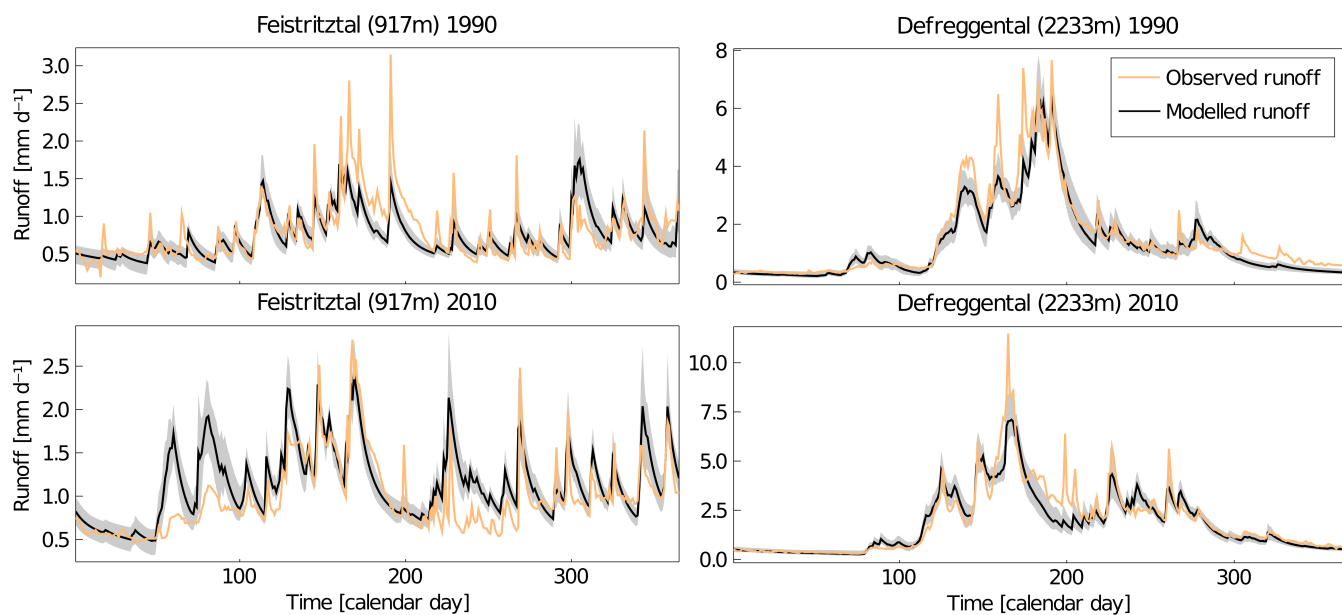 Feistritztal (917m) 1990
Defreggental (2233m) 1990
Runoff [mm d⁻¹]
3.0
2.5
2.0
1.5
1.0
0.5
8
6
4
2
0
Observed runoff
Modelled runoff
Feistritztal (917m) 2010
Defreggental (2233m) 2010
Runoff [mm d⁻¹]
2.5
2.0
1.5
1.0
0.5
10.0
7.5
5.0
2.5
0.0
100
200
300
100
200
300
Time [calendar day]
Time [calendar day]